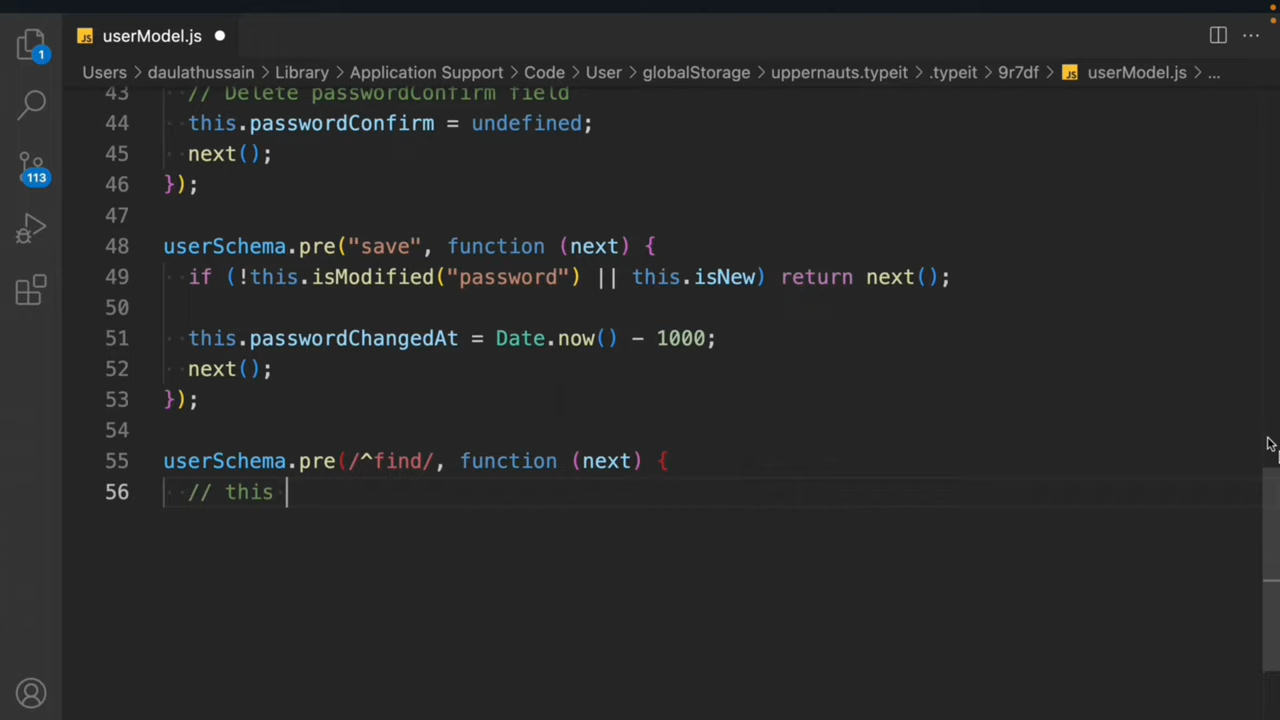 userModel.js
Users > daulathussain > Library > Application Support > Code > User > globalStorage > uppernauts.typeit > .typeit > 9r7df > JS userModel.js > ...
1
113
43 // Delete passwordConfirm field
44 this.passwordConfirm = undefined;
45 next();
46 });
47
48 userSchema.pre("save", function (next) {
49 if (!this.isModified("password") || this.isNew) return next();
50
51 this.passwordChangedAt = Date.now() - 1000;
52 next();
53 });
54
55 userSchema.pre(/^find/, function (next) {
56 // this